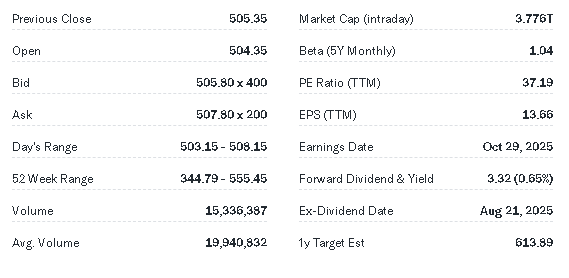 Previous Close 505.35
Open 504.35
Bid 505.80 x 400
Ask 507.80 x 200
Day's Range 503.15 - 508.15
52 Week Range 344.79 - 555.45
Volume 15,336,387
Avg. Volume 19,940,832
Market Cap (intraday) 3.776T
Beta (5Y Monthly) 1.04
PE Ratio (TTM) 37.19
EPS (TTM) 13.66
Earnings Date Oct 29, 2025
Forward Dividend & Yield 3.32 (0.65%)
Ex-Dividend Date Aug 21, 2025
1y Target Est 613.89